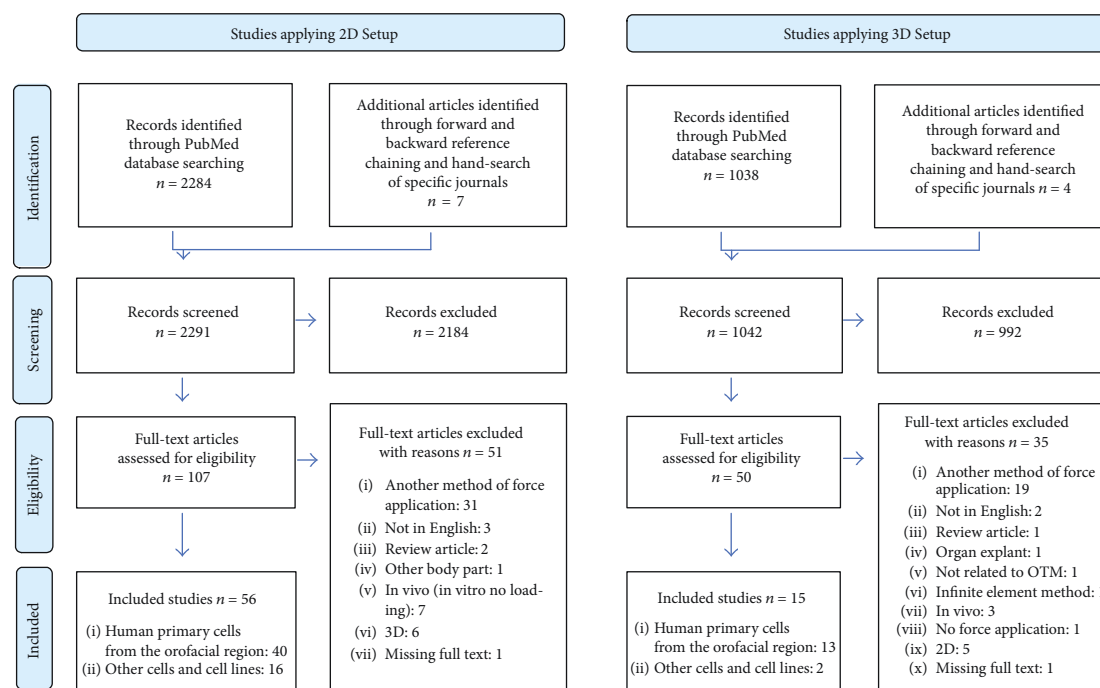 Studies applying 2D Setup
Studies applying 3D Setup
Identification
Records identified
through PubMed
database searching
n = 2284
Additional articles identified
through forward and
backward reference
chaining and hand-search
of specific journals
n = 7
Records identified
through PubMed
database searching
n = 1038
Additional articles identified
through forward and
backward reference
chaining and hand-search
of specific journals n = 4
Screening
Records screened
n = 2291
Records excluded
n = 2184
Records screened
n = 1042
Records excluded
n = 992
Eligibility
Full-text articles
assessed for eligibility
n = 107
Full-text articles excluded
with reasons n = 51
(i) Another method of force
application: 31
(ii) Not in English: 3
(iii) Review article: 2
(iv) Other body part: 1
(v) In vivo (in vitro no load-
ing): 7
(vi) 3D: 6
(vii) Missing full text: 1
Full-text articles
assessed for eligibility
n = 50
Full-text articles excluded
with reasons n = 35
(i) Another method of force
application: 19
(ii) Not in English: 2
(iii) Review article: 1
(iv) Organ explant: 1
(v) Not related to OTM: 1
(vi) Infinite element method:
(vii) In vivo: 3
(viii) No force application: 1
(ix) 2D: 5
(x) Missing full text: 1
Included
Included studies n = 56
(i) Human primary cells
from the orofacial region: 40
(ii) Other cells and cell lines: 16
Included studies n = 15
(i) Human primary cells
from the orofacial region: 13
(ii) Other cells and cell lines: 2